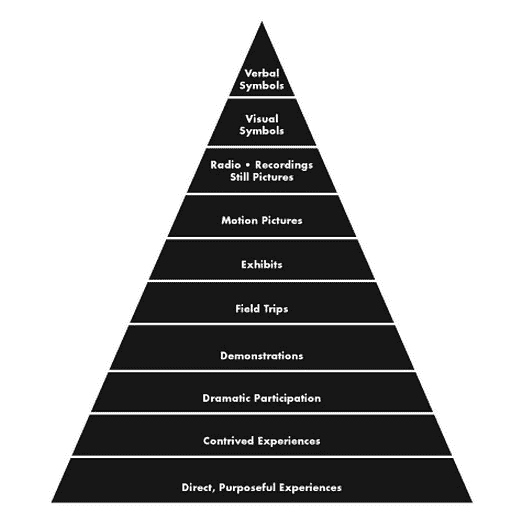 Verbal
Symbols
Visual
Symbols
Radio • Recordings
Still Pictures
Motion Pictures
Exhibits
Field Trips
Demonstrations
Dramatic Participation
Contrived Experiences
Direct, Purposeful Experiences